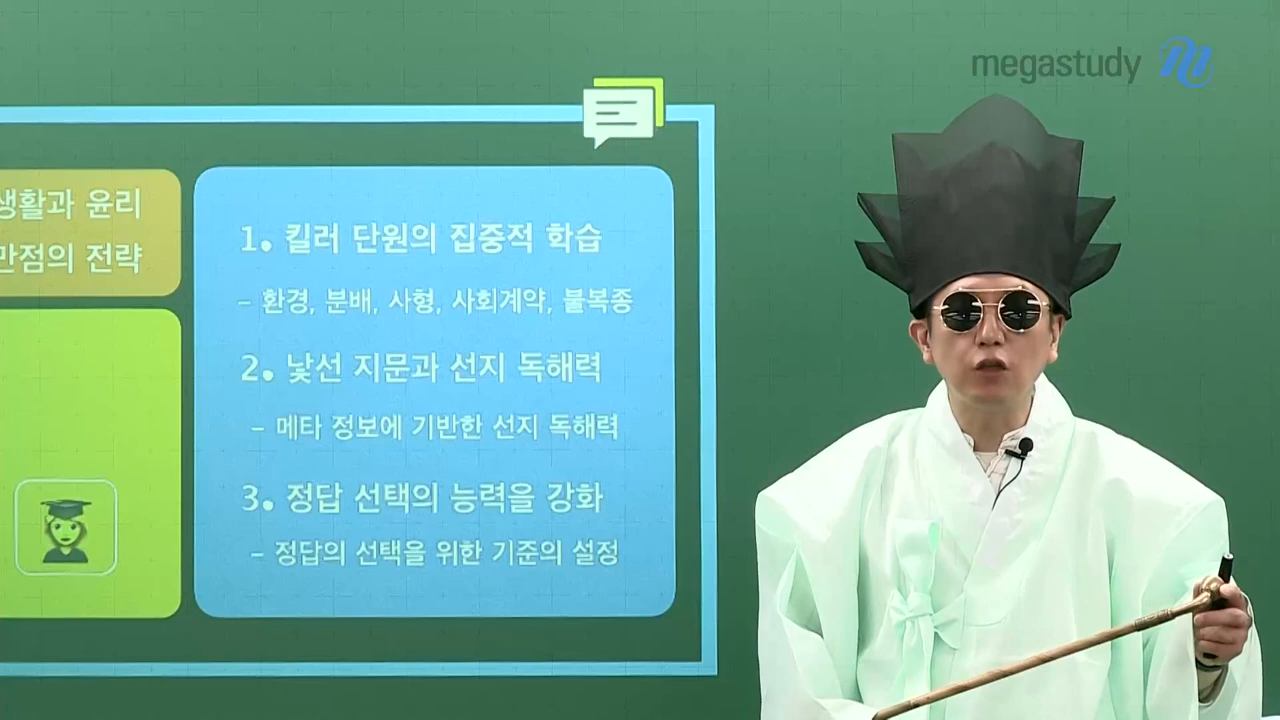 megastudy
생활과 윤리
만점의 전략
1. 킬러 단원의 집중적 학습
- 환경, 분배, 사형, 사회계약, 불복종
2. 낯선 지문과 선지 독해력
- 메타 정보에 기반한 선지 독해력
3. 정답 선택의 능력을 강화
- 정답의 선택을 위한 기준의 설정